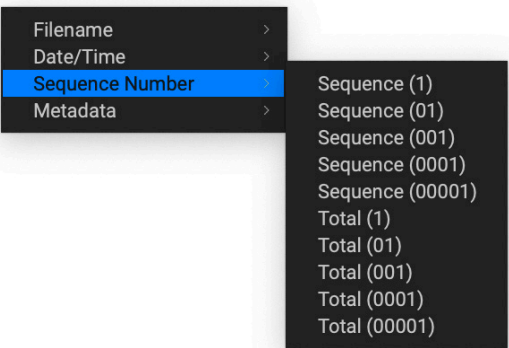 Filename
Date/Time
Sequence Number
Metadata
Sequence (1)
Sequence (01)
Sequence (001)
Sequence (0001)
Sequence (00001)
Total (1)
Total (01)
Total (001)
Total (0001)
Total (00001)